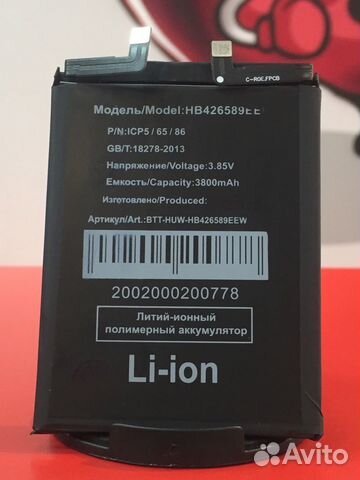 C-ROE.FPCB
Модель/Model:HB426589EE
P/N:ICP5 / 65 / 86
GB/T:18278-2013
Напряжение/Voltage:3.85V
Емкость/Capacity:3800mAh
Изготовлено/Produced:
Артикул/Art.:BTT-HUW-HB426589EEW
2002000200778
Литий-ионный
полимерный аккумулятор
Li-ion
Avito